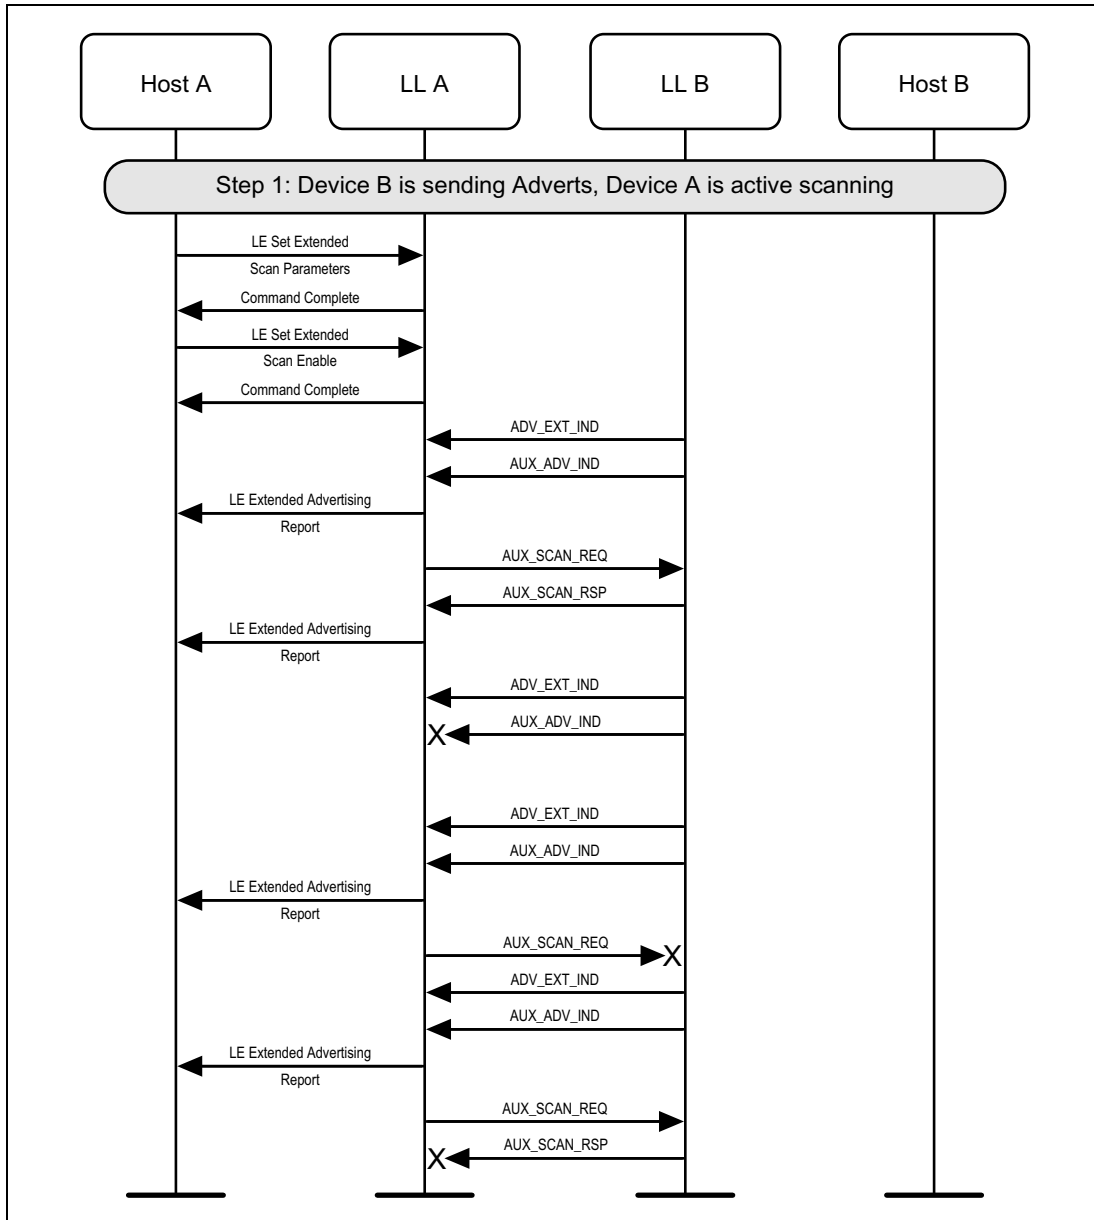 Host A
LL A
LL B
Host B
Step 1: Device B is sending Adverts, Device A is active scanning
LE Set Extended
Scan Parameters
Command Complete
LE Set Extended
Scan Enable
Command Complete
ADV_EXT_IND
AUX_ADV_IND
LE Extended Advertising
Report
AUX_SCAN_REQ
AUX_SCAN_RSP
LE Extended Advertising
Report
ADV_EXT_IND
AUX_ADV_IND
X
ADV_EXT_IND
AUX_ADV_IND
LE Extended Advertising
Report
AUX_SCAN_REQ
X
ADV_EXT_IND
AUX_ADV_IND
LE Extended Advertising
Report
AUX_SCAN_REQ
AUX_SCAN_RSP
X